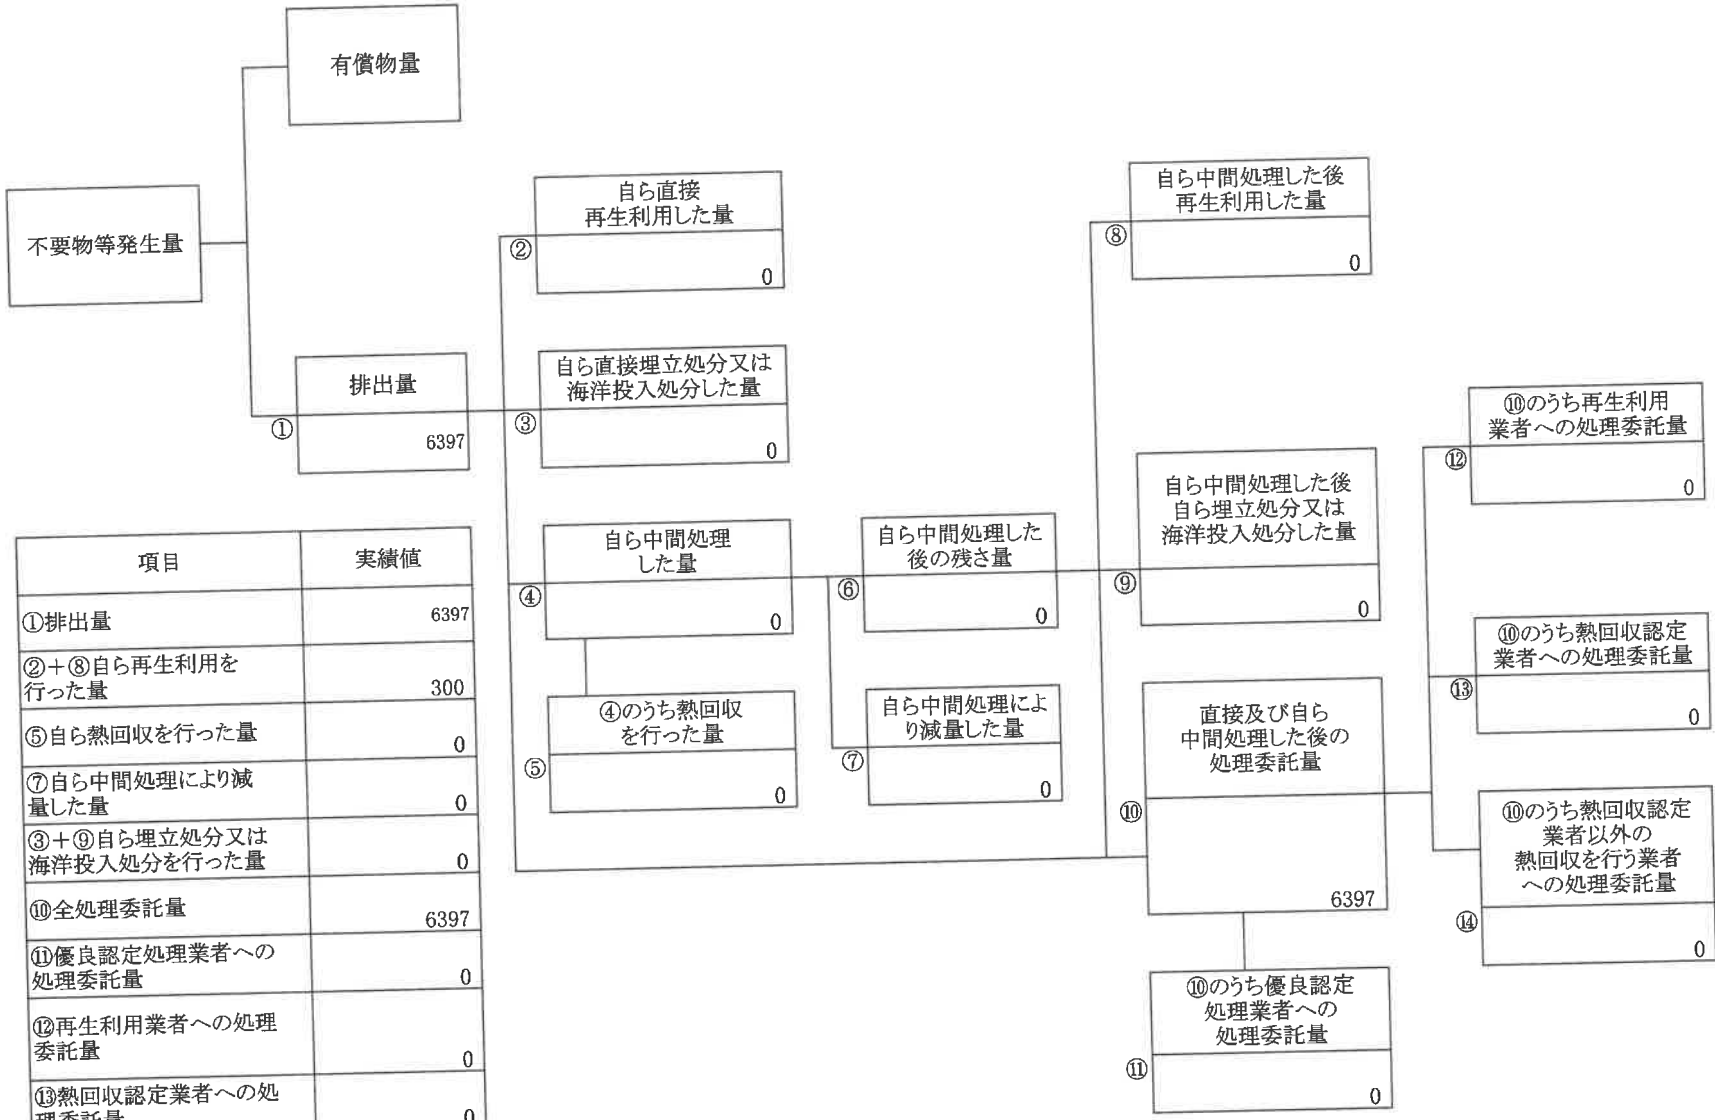 有償物量
不要物等発生量
排出量
①
6397
自ら直接
再生利用した量
②
0
自ら直接埋立処分又は
海洋投入処分した量
③
0
自ら中間処理
した量
④
0
④のうち熱回収
を行った量
⑤
0
自ら中間処理した
後の残さ量
⑥
0
自ら中間処理によ
り減量した量
⑦
0
自ら中間処理した後
再生利用した量
⑧
0
自ら中間処理した後
自ら埋立処分又は
海洋投入処分した量
⑨
0
直接及び自ら
中間処理した後の
処理委託量
⑩
6397
⑩のうち優良認定
処理業者への
処理委託量
⑪
0
⑩のうち再生利用
業者への処理委託量
⑫
0
⑩のうち熱回収認定
業者への処理委託量
⑬
0
⑩のうち熱回収認定
業者以外の
熱回収を行う業者
への処理委託量
⑭
0
項目 実績値
①排出量 6397
②+⑧自ら再生利用を
行った量 300
⑤自ら熱回収を行った量 0
⑦自ら中間処理により減
量した量 0
③+⑨自ら埋立処分又は
海洋投入処分を行った量 0
⑩全処理委託量 6397
⑪優良認定処理業者への
処理委託量 0
⑫再生利用業者への処理
委託量 0
⑬熱回収認定業者への処
理委託量 0